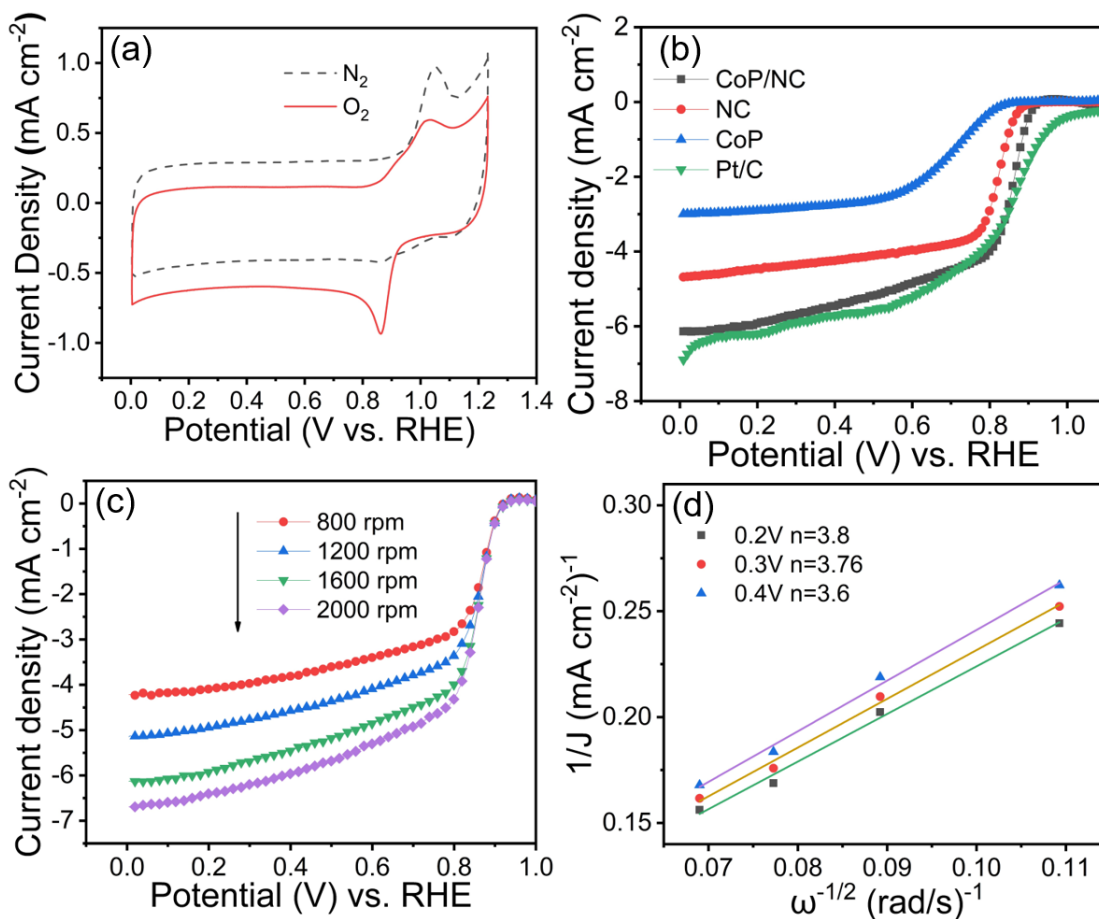 (a)
N₂
O₂
Current Density (mA cm⁻²)
1.0
0.5
0.0
-0.5
-1.0
0.0 0.2 0.4 0.6 0.8 1.0 1.2 1.4
Potential (V vs. RHE)
(b)
CoP/NC
NC
CoP
Pt/C
Current density (mA cm⁻²)
2
0
-2
-4
-6
-8
0.0 0.2 0.4 0.6 0.8 1.0
Potential (V) vs. RHE
(c)
800 rpm
1200 rpm
1600 rpm
2000 rpm
Current density (mA cm⁻²)
0
-1
-2
-3
-4
-5
-6
-7
0.0 0.2 0.4 0.6 0.8 1.0
Potential (V) vs. RHE
(d)
0.2V n=3.8
0.3V n=3.76
0.4V n=3.6
1/J (mA cm⁻²)⁻¹
0.30
0.25
0.20
0.15
0.07 0.08 0.09 0.10 0.11
ω⁻¹/² (rad/s)⁻¹